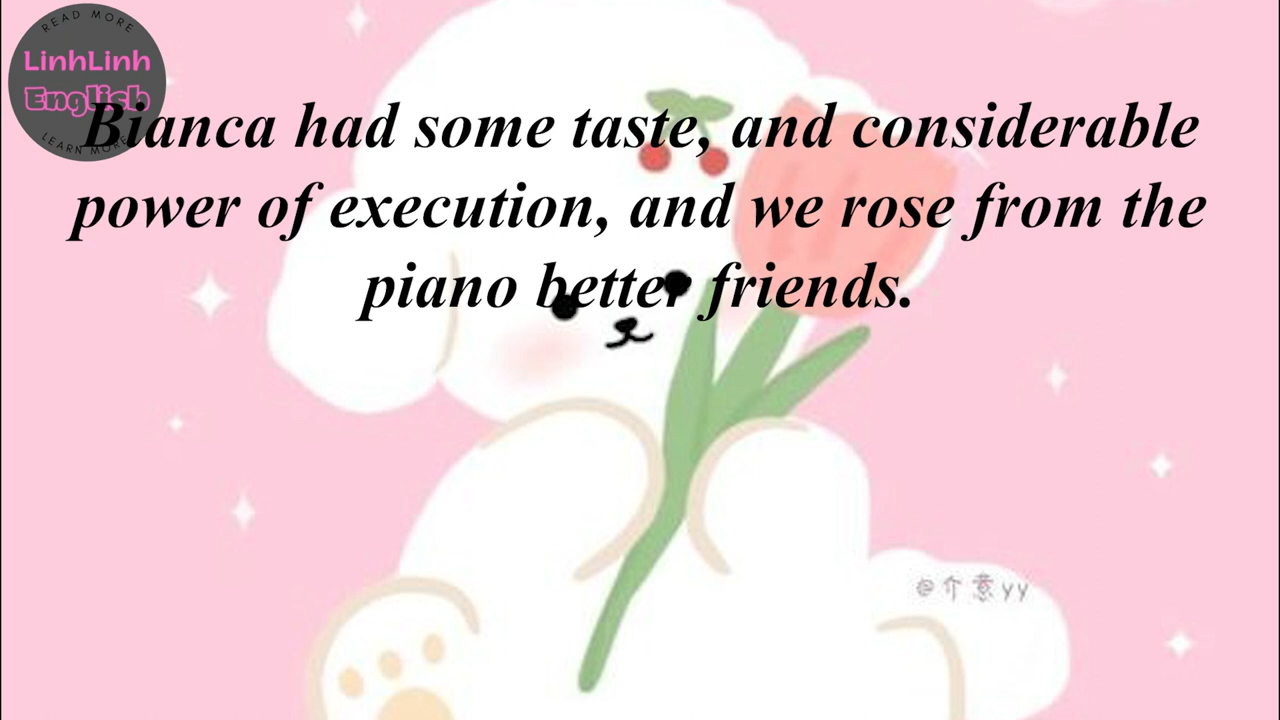 READ MORE
LinhLinh
English
LEARN MORE
Bianca had some taste, and considerable
power of execution, and we rose from the
piano better friends.
@介意yy